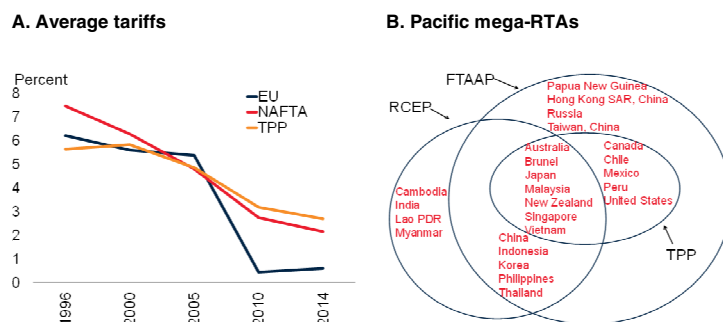 A. Average tariffs
Percent
8
7
6
5
4
3
2
1
0
EU
NAFTA
TPP
1996
2000
2005
2010
2014
B. Pacific mega-RTAs
FTAAP
RCEP
Papua New Guinea
Hong Kong SAR, China
Russia
Taiwan, China
Australia
Brunei
Japan
Malaysia
New Zealand
Singapore
Vietnam
Canada
Chile
Mexico
Peru
United States
Cambodia
India
Lao PDR
Myanmar
China
Indonesia
Korea
Philippines
Thailand
TPP